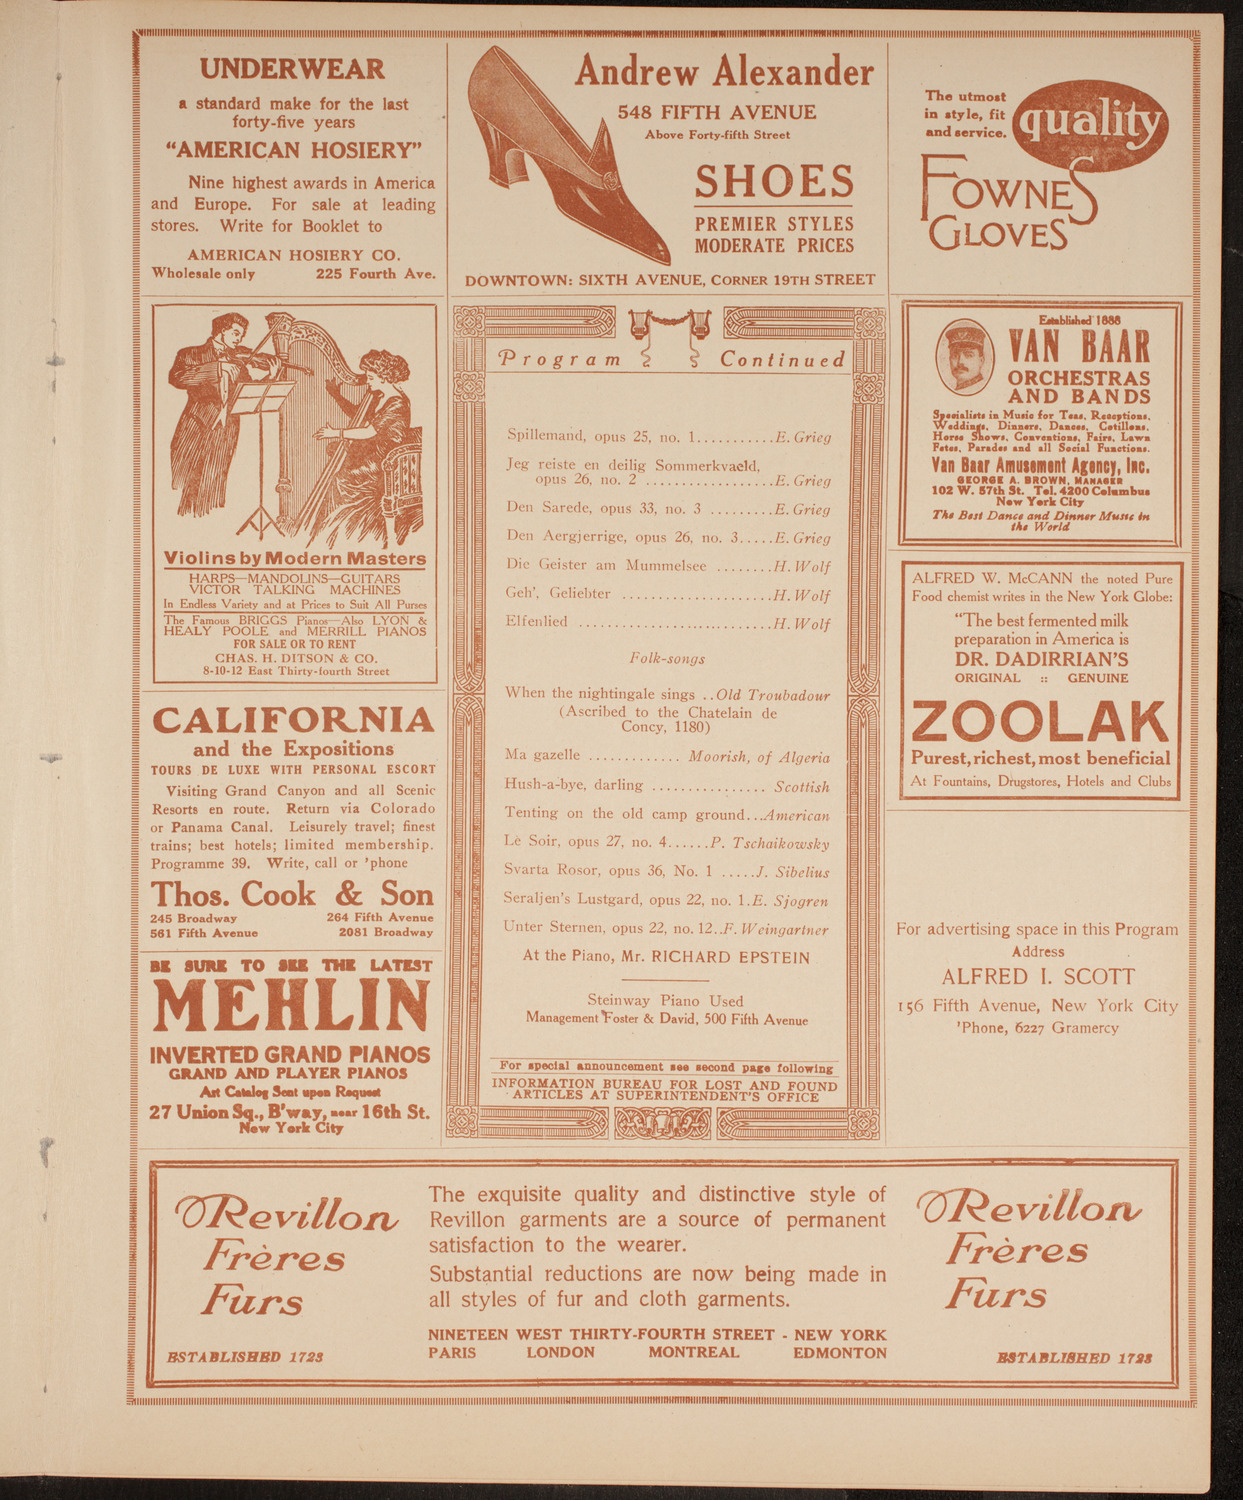 UNDERWEAR
a standard make for the last
forty-five years
“AMERICAN HOSIERY”
Nine highest awards in America
and Europe. For sale at leading
stores. Write for Booklet to
AMERICAN HOSIERY CO.
Wholesale only 225 Fourth Ave.
Andrew Alexander
548 FIFTH AVENUE
Above Forty-fifth Street
SHOES
PREMIER STYLES
MODERATE PRICES
DOWNTOWN: SIXTH AVENUE, CORNER 19TH STREET
The utmost
in style, fit
and service.
quality
FOWNES
GLOVES
Violins by Modern Masters
HARPS—MANDOLINS—GUITARS
VICTOR TALKING MACHINES
In Endless Variety and at Prices to Suit All Purses
The Famous BRIGGS Pianos—Also LYON &
HEALY POOLE and MERRILL PIANOS
FOR SALE OR TO RENT
CHAS. H. DITSON & CO.
8-10-12 East Thirty-fourth Street
CALIFORNIA
and the Expositions
TOURS DE LUXE WITH PERSONAL ESCORT
Visiting Grand Canyon and all Scenic
Resorts en route. Return via Colorado
or Panama Canal. Leisurely travel; finest
trains; best hotels; limited membership.
Programme 39. Write, call or 'phone
Thos. Cook & Son
245 Broadway 264 Fifth Avenue
561 Fifth Avenue 2081 Broadway
BE SURE TO SEE THE LATEST
MEHLIN
INVERTED GRAND PIANOS
GRAND AND PLAYER PIANOS
Art Catalog Sent upon Request
27 Union Sq., B'way, near 16th St.
New York City
Program Continued
Spillemand, opus 25, no. 1...........E. Grieg
Jeg reiste en deilig Sommerkvaeld,
opus 26, no. 2 ..................E. Grieg
Den Sarede, opus 33, no. 3 .........E. Grieg
Den Aergjerrige, opus 26, no. 3.....E. Grieg
Die Geister am Mummelsee ........H. Wolf
Geh', Geliebter .....................H. Wolf
Elfenlied ...........................H. Wolf
Folk-songs
When the nightingale sings ..Old Troubadour
(Ascribed to the Chatelain de
Concy, 1180)
Ma gazelle ............. Moorish, of Algeria
Hush-a-bye, darling ................ Scottish
Tenting on the old camp ground...American
Lè Soir, opus 27, no. 4......P. Tschaikowsky
Svarta Rosor, opus 36, No. 1 .....J. Sibelius
Seraljen's Lustgard, opus 22, no. 1.E. Sjogren
Unter Sternen, opus 22, no. 12..F. Weingartner
At the Piano, Mr. RICHARD EPSTEIN
Steinway Piano Used
Management Foster & David, 500 Fifth Avenue
For special announcement see second page following
INFORMATION BUREAU FOR LOST AND FOUND
ARTICLES AT SUPERINTENDENT'S OFFICE
Established 1888
VAN BAAR
ORCHESTRAS
AND BANDS
Specialists in Music for Teas, Receptions,
Weddings, Dinners, Dances, Cotillons,
Horse Shows, Conventions, Fairs, Lawn
Fetes, Parades and all Social Functions.
Van Baar Amusement Agency, Inc.
GEORGE A. BROWN, MANAGER
102 W. 57th St. Tel. 4200 Columbus
New York City
The Best Dance and Dinner Music in
the World
ALFRED W. McCANN the noted Pure
Food chemist writes in the New York Globe:
“The best fermented milk
preparation in America is
DR. DADIRRIAN'S
ORIGINAL :: GENUINE
ZOOLAK
Purest, richest, most beneficial
At Fountains, Drugstores, Hotels and Clubs
For advertising space in this Program
Address
ALFRED I. SCOTT
156 Fifth Avenue, New York City
'Phone, 6227 Gramercy
Revillon
Frères
Furs
ESTABLISHED 1723
The exquisite quality and distinctive style of
Revillon garments are a source of permanent
satisfaction to the wearer.
Substantial reductions are now being made in
all styles of fur and cloth garments.
NINETEEN WEST THIRTY-FOURTH STREET - NEW YORK
PARIS LONDON MONTREAL EDMONTON
Revillon
Frères
Furs
ESTABLISHED 1723